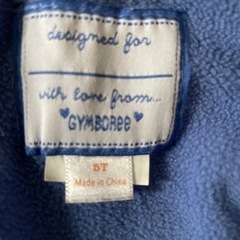 designed for
with love from...
GYMBOREE
5T
Made in China